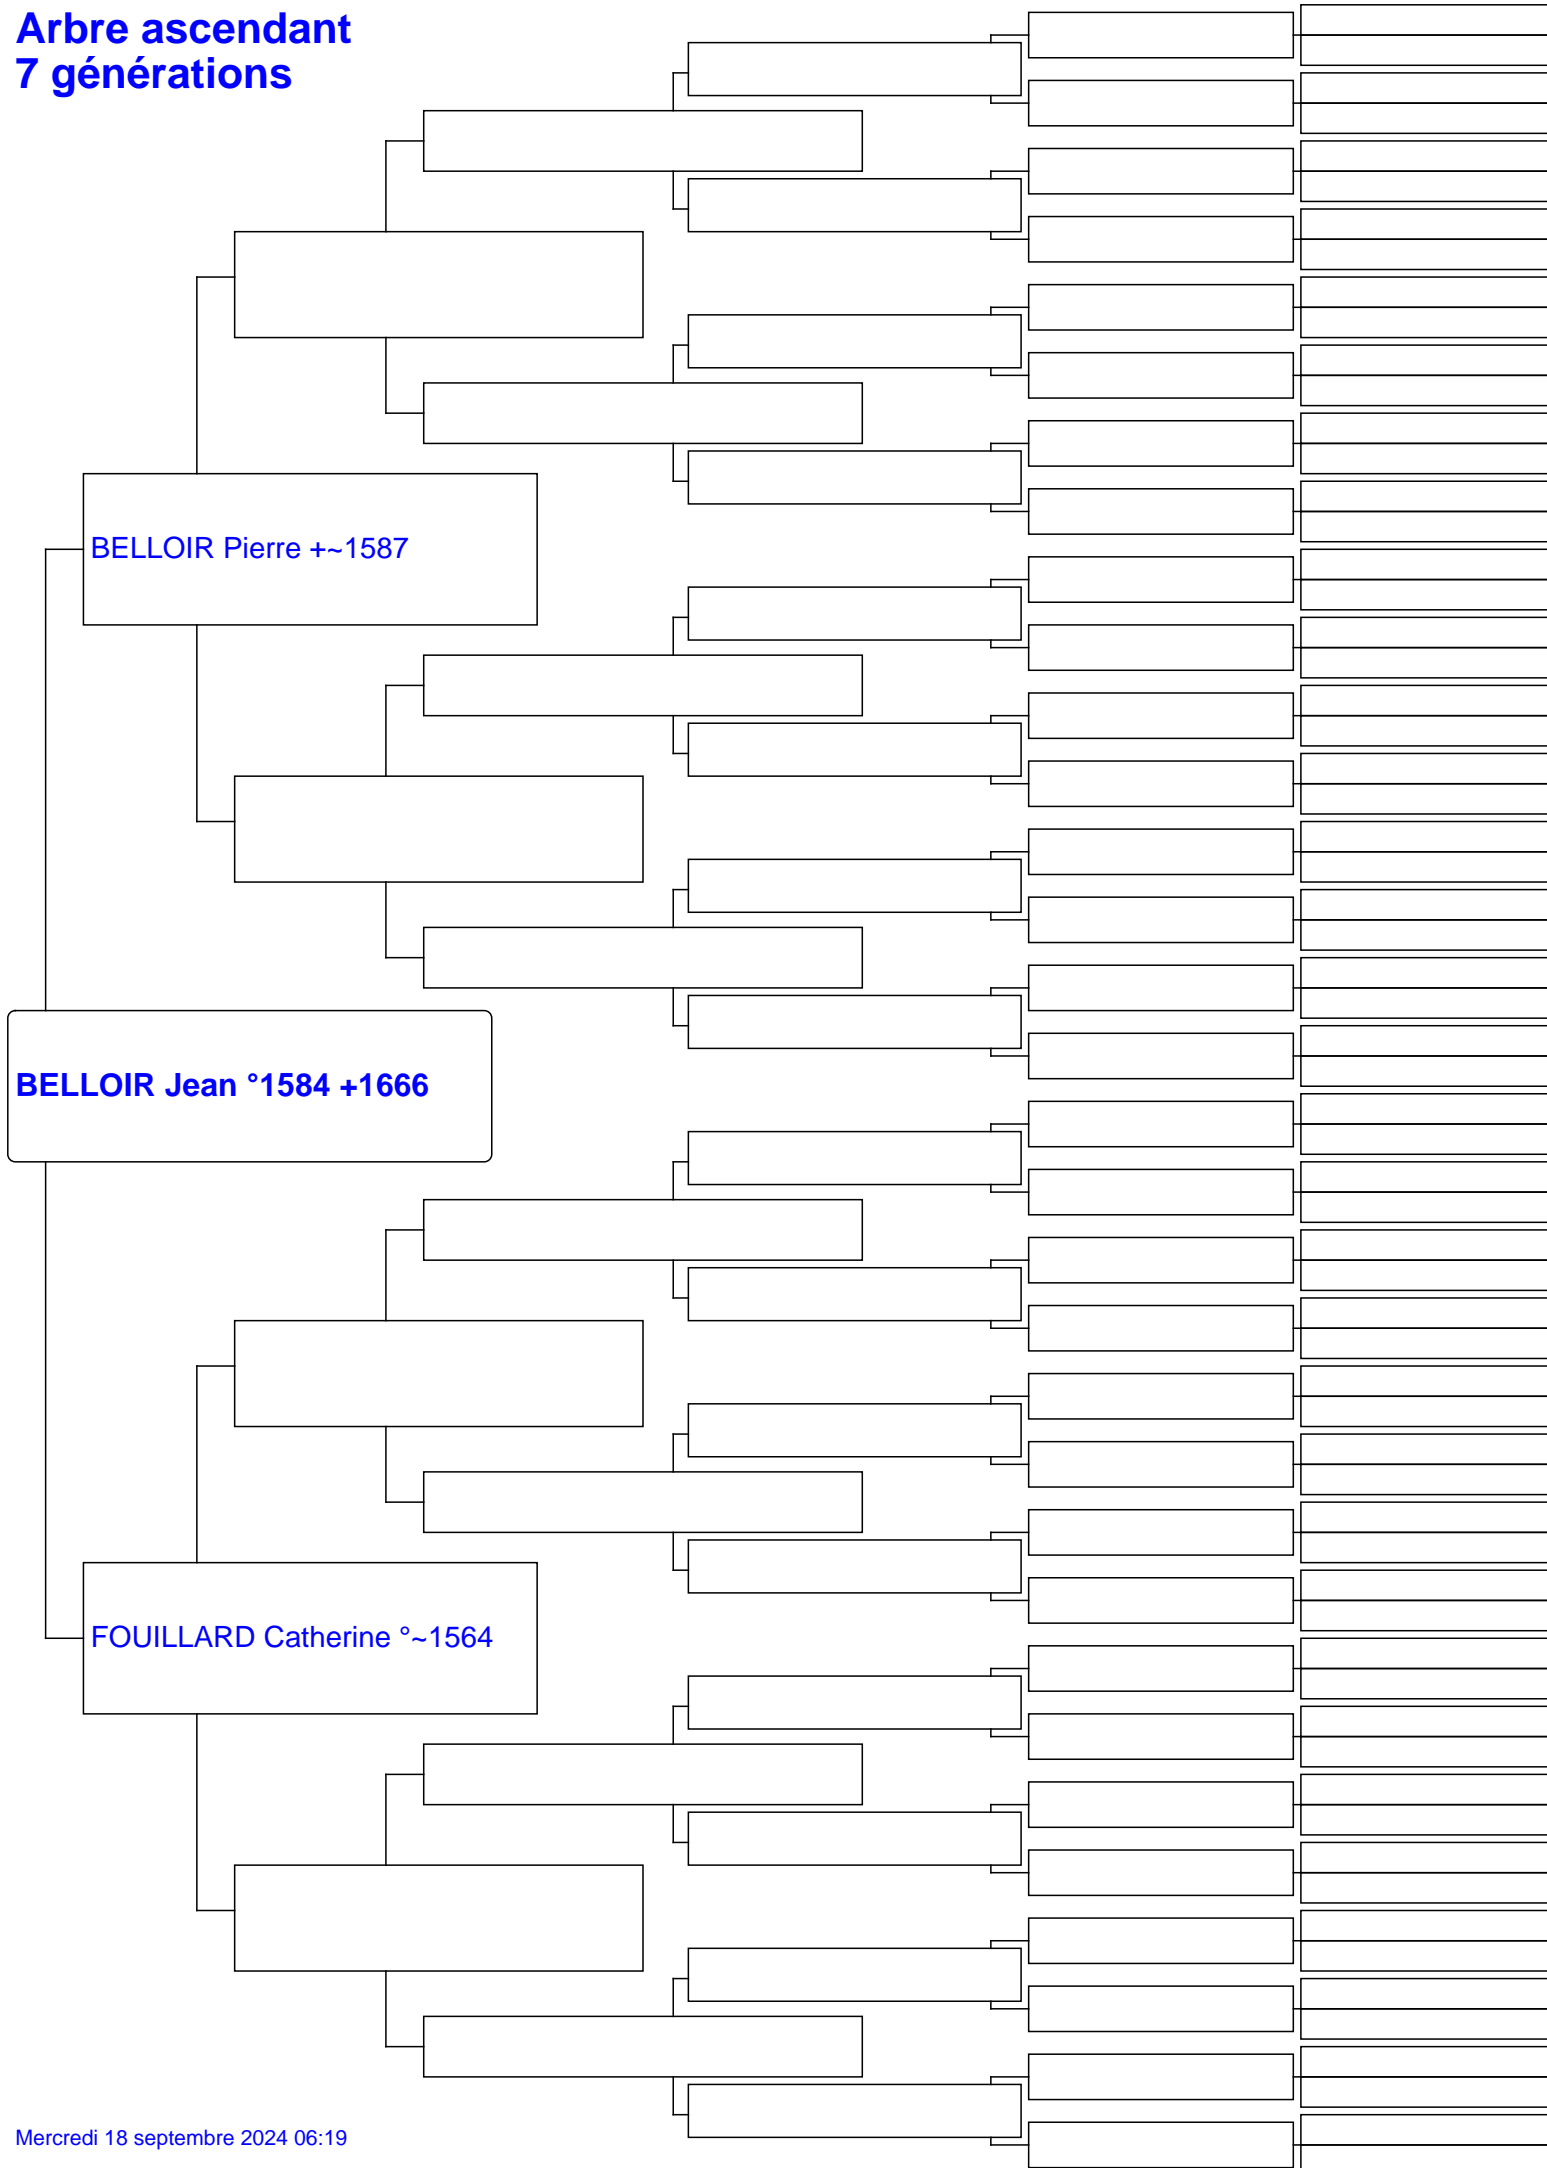 Arbre ascendant
7 générations
BELLOIR Pierre +~1587
BELLOIR Jean °1584 +1666
FOUILLARD Catherine °~1564
Mercredi 18 septembre 2024 06:19